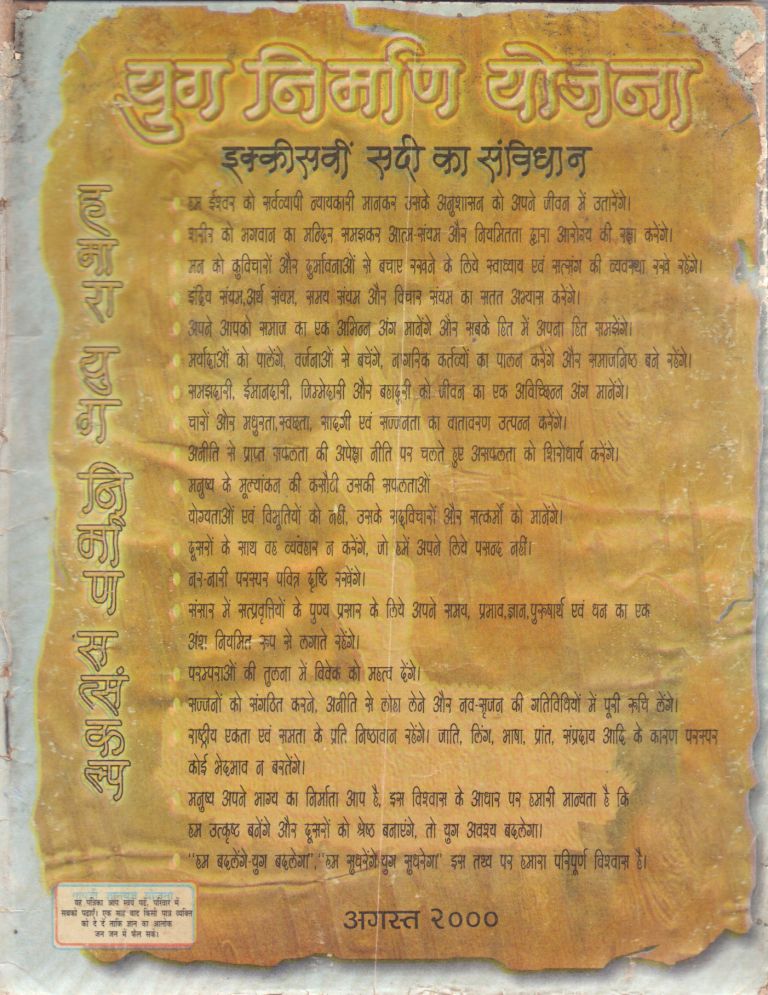 युग निर्माण योजना
इक्कीसवीं सदी का संविधान
हम ईश्वर को सर्वव्यापी न्यायकारी मानकर उसके अनुशासन को अपने जीवन में उतारेंगे।
शरीर को भगवान का मन्दिर समझकर आत्म-संयम और नियमितता द्वारा आरोग्य की रक्षा करेंगे।
मन को कुविचारों और दुर्भावनाओं से बचाए रखने के लिये स्वाध्याय एवं सत्संग की व्यवस्था रखे रहेंगे।
इंद्रिय संयम,अर्थ संयम, समय संयम और विचार संयम का सतत अभ्यास करेंगे।
अपने आपको समाज का एक अभिन्न अंग मानेंगे और सबके हित में अपना हित समझेंगे।
मर्यादाओं को पालेंगे, वर्जनाओं से बचेंगे, नागरिक कर्तव्यों का पालन करेंगे और समाजनिष्ठ बने रहेंगे।
समझदारी, ईमानदारी, जिम्मेदारी और बहादुरी को जीवन का एक अविच्छिन्न अंग मानेंगे।
चारों और मधुरता,स्वछता, सादगी एवं सज्जनता का वातावरण उत्पन्न करेंगे।
अनीति से प्राप्त सफलता की अपेक्षा नीति पर चलते हुए असफलता को शिरोधार्य करेंगे।
मनुष्य के मूल्यांकन की कसौटी उसकी सफलताओं
योग्यताओं एवं विभूतियों को नहीं, उसके सद्विचारों और सत्कर्मों को मानेंगे।
दूसरों के साथ वह व्यवहार न करेंगे, जो हमें अपने लिये पसन्द नहीं।
नर-नारी परस्पर पवित्र दृष्टि रखेंगे।
संसार में सत्प्रवृत्तियों के पुण्य प्रसार के लिये अपने समय, प्रभाव,ज्ञान,पुरुषार्थ एवं धन का एक
अंश नियमित रूप से लगाते रहेंगे।
परम्पराओं की तुलना में विवेक को महत्व देंगे।
सज्जनों को संगठित करने, अनीति से लोहा लेने और नव-सृजन की गतिविधियों में पूरी रुचि लेंगे।
राष्ट्रीय एकता एवं समता के प्रति निष्ठावान रहेंगे। जाति, लिंग, भाषा, प्रांत, संप्रदाय आदि के कारण परस्पर
कोई भेदभाव न बरतेंगे।
मनुष्य अपने भाग्य का निर्माता आप है, इस विश्वास के आधार पर हमारी मान्यता है कि
हम उत्कृष्ट बनेंगे और दूसरों को श्रेष्ठ बनाएंगे, तो युग अवश्य बदलेगा।
"हम बदलेंगे-युग बदलेगा","हम सुधरेंगे युग सुधरेगा" इस तथ्य पर हमारा परिपूर्ण विश्वास है।
यह पत्रिका आप स्वयं पढ़ें, परिवार में
सबको पढ़ाएँ। एक माह बाद किसी पात्र व्यक्ति
को दे दें ताकि ज्ञान का आलोक
जन जन में फैल सके।
अगस्त २०००